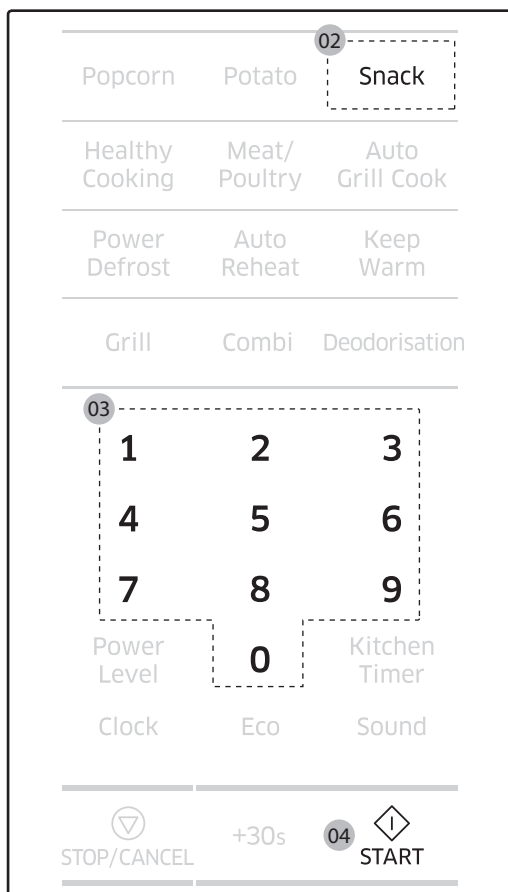 02
Popcorn Potato Snack
Healthy Cooking Meat/ Poultry Auto Grill Cook
Power Defrost Auto Reheat Keep Warm
Grill Combi Deodorisation
03
1 2 3
4 5 6
7 8 9
Power Level 0 Kitchen Timer
Clock Eco Sound
STOP/CANCEL +30s 04 START